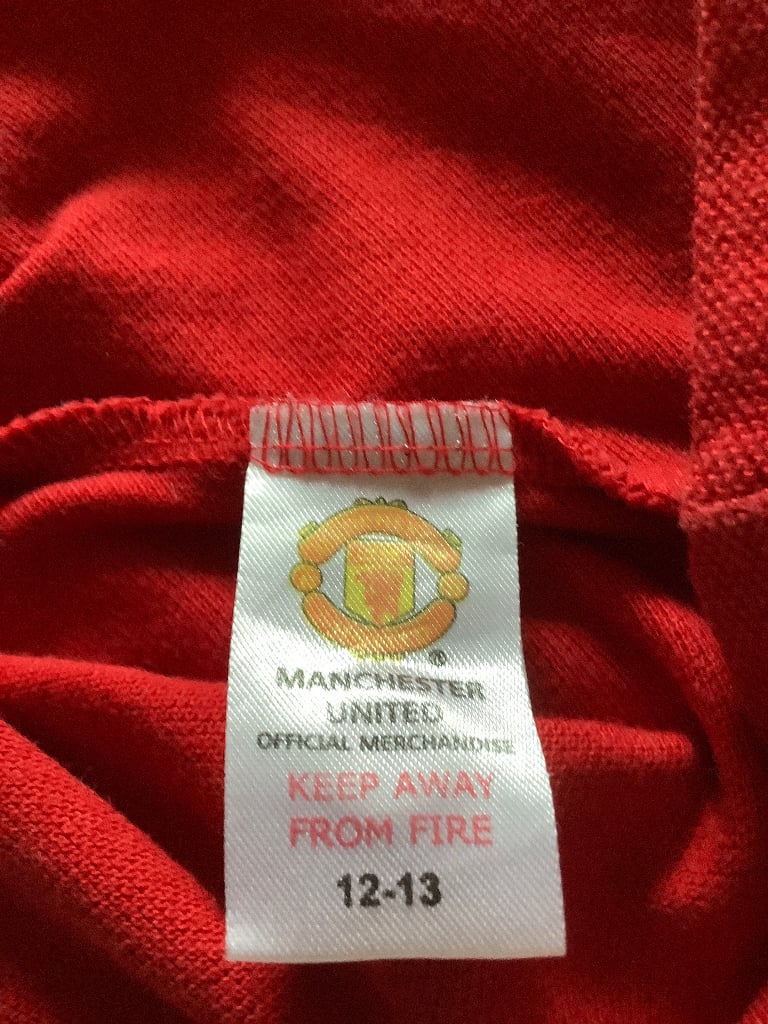 MANCHESTER
UNITED
OFFICIAL MERCHANDISE
KEEP AWAY
FROM FIRE
12-13